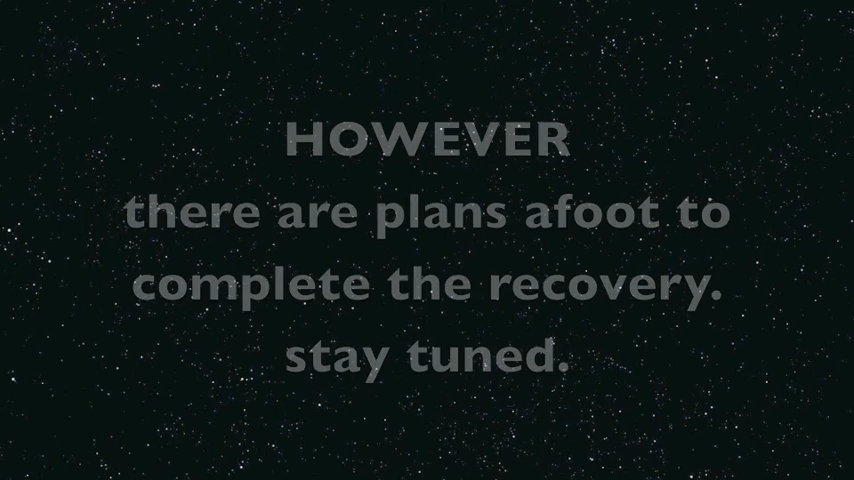 HOWEVER
there are plans afoot to
complete the recovery.
stay tuned.